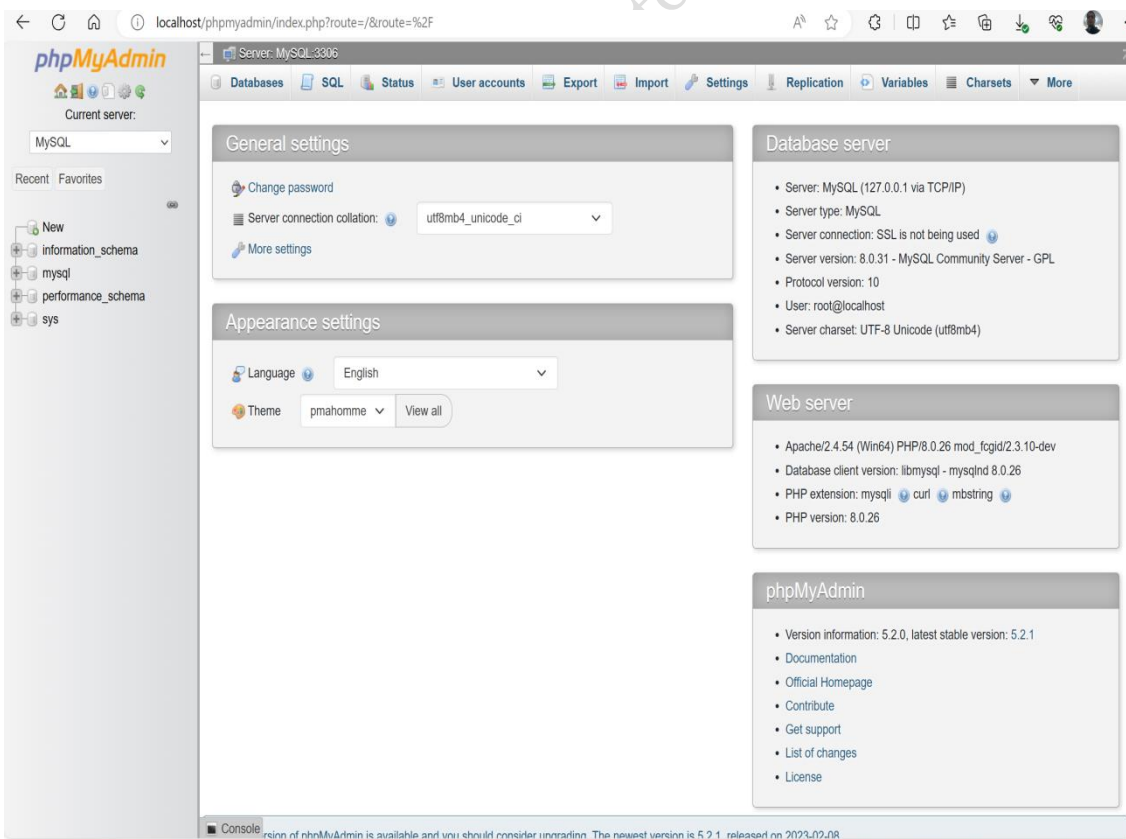 localhost/phpmyadmin/index.php?route=/&route=%2F
phpMyAdmin
Current server:
MySQL
Recent Favorites
New
information_schema
mysql
performance_schema
sys
Server: MySQL:3306
Databases SQL Status User accounts Export Import Settings Replication Variables Charsets More
General settings
Change password
Server connection collation: utf8mb4_unicode_ci
More settings
Appearance settings
Language English
Theme pmahomme View all
Database server
• Server: MySQL (127.0.0.1 via TCP/IP)
• Server type: MySQL
• Server connection: SSL is not being used
• Server version: 8.0.31 - MySQL Community Server - GPL
• Protocol version: 10
• User: root@localhost
• Server charset: UTF-8 Unicode (utf8mb4)
Web server
• Apache/2.4.54 (Win64) PHP/8.0.26 mod_fcgid/2.3.10-dev
• Database client version: libmysql - mysqlnd 8.0.26
• PHP extension: mysqli curl mbstring
• PHP version: 8.0.26
phpMyAdmin
• Version information: 5.2.0, latest stable version: 5.2.1
• Documentation
• Official Homepage
• Contribute
• Get support
• List of changes
• License
Console
rsion of phpMyAdmin is available and you should consider upgrading. The newest version is 5.2.1, released on 2023-02-08.